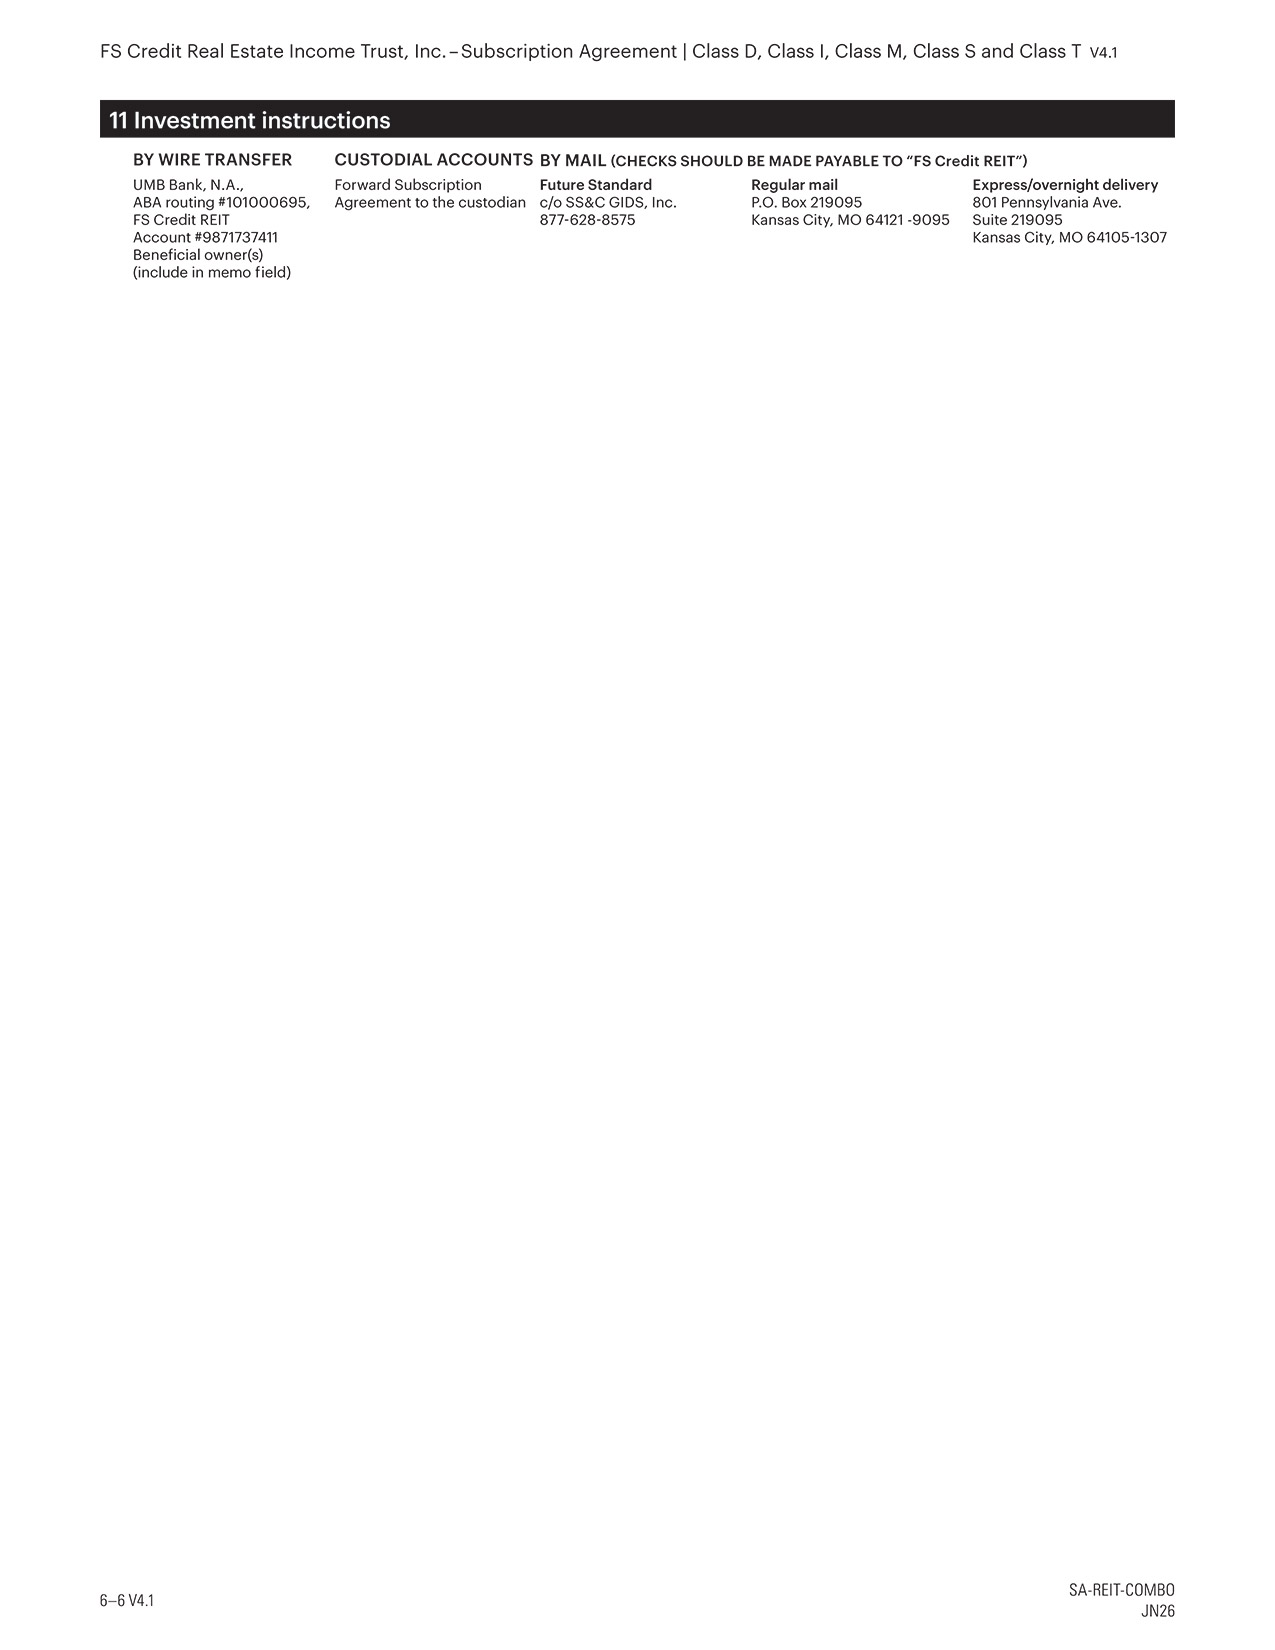 FS Credit Real Estate Income Trust, Inc. – Subscription Agreement | Class D, Class I, Class M, Class S and Class T V4.1
11 Investment instructions
BY WIRE TRANSFER
UMB Bank, N.A.,
ABA routing #101000695,
FS Credit REIT
Account #9871737411
Beneficial owner(s)
(include in memo field)
CUSTODIAL ACCOUNTS
Forward Subscription
Agreement to the custodian
BY MAIL (CHECKS SHOULD BE MADE PAYABLE TO “FS Credit REIT”)
Future Standard
c/o SS&C GIDS, Inc.
877-628-8575
Regular mail
P.O. Box 219095
Kansas City, MO 64121 -9095
Express/overnight delivery
801 Pennsylvania Ave.
Suite 219095
Kansas City, MO 64105-1307
6–6 V4.1
SA-REIT-COMBO
JN26